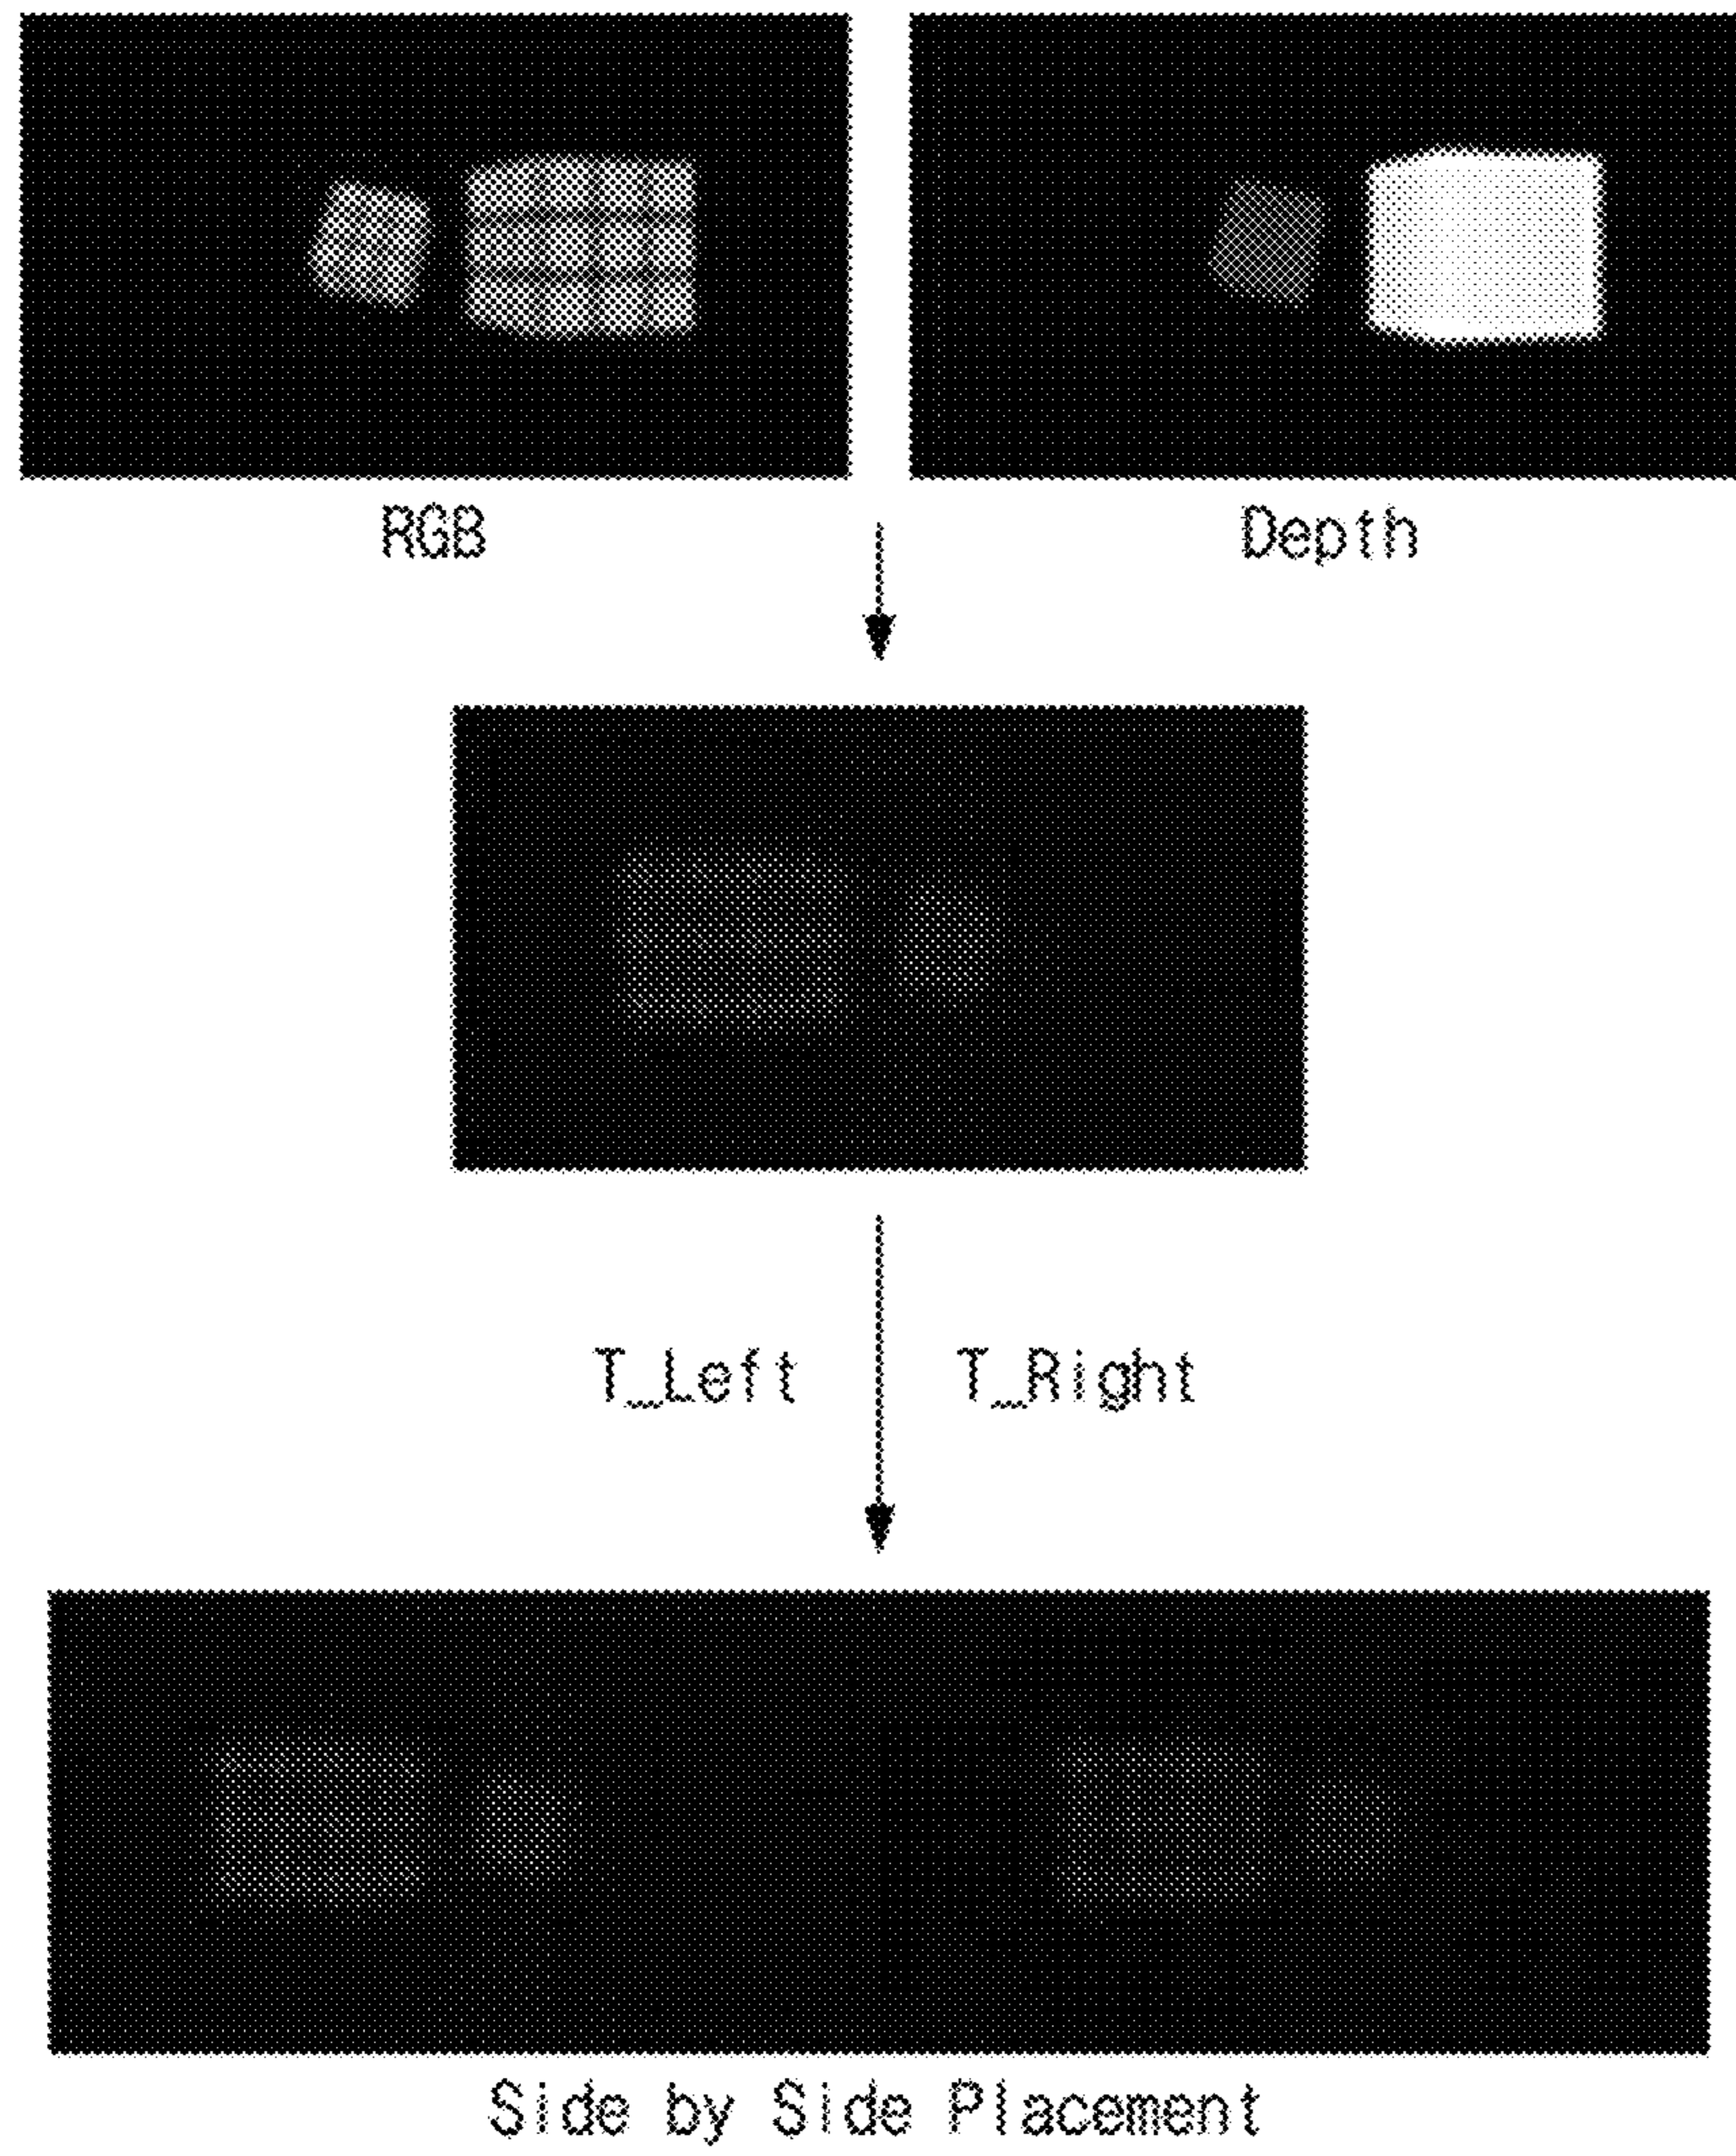 RGB
Depth
T_Left
T_Right
Side by Side Placement